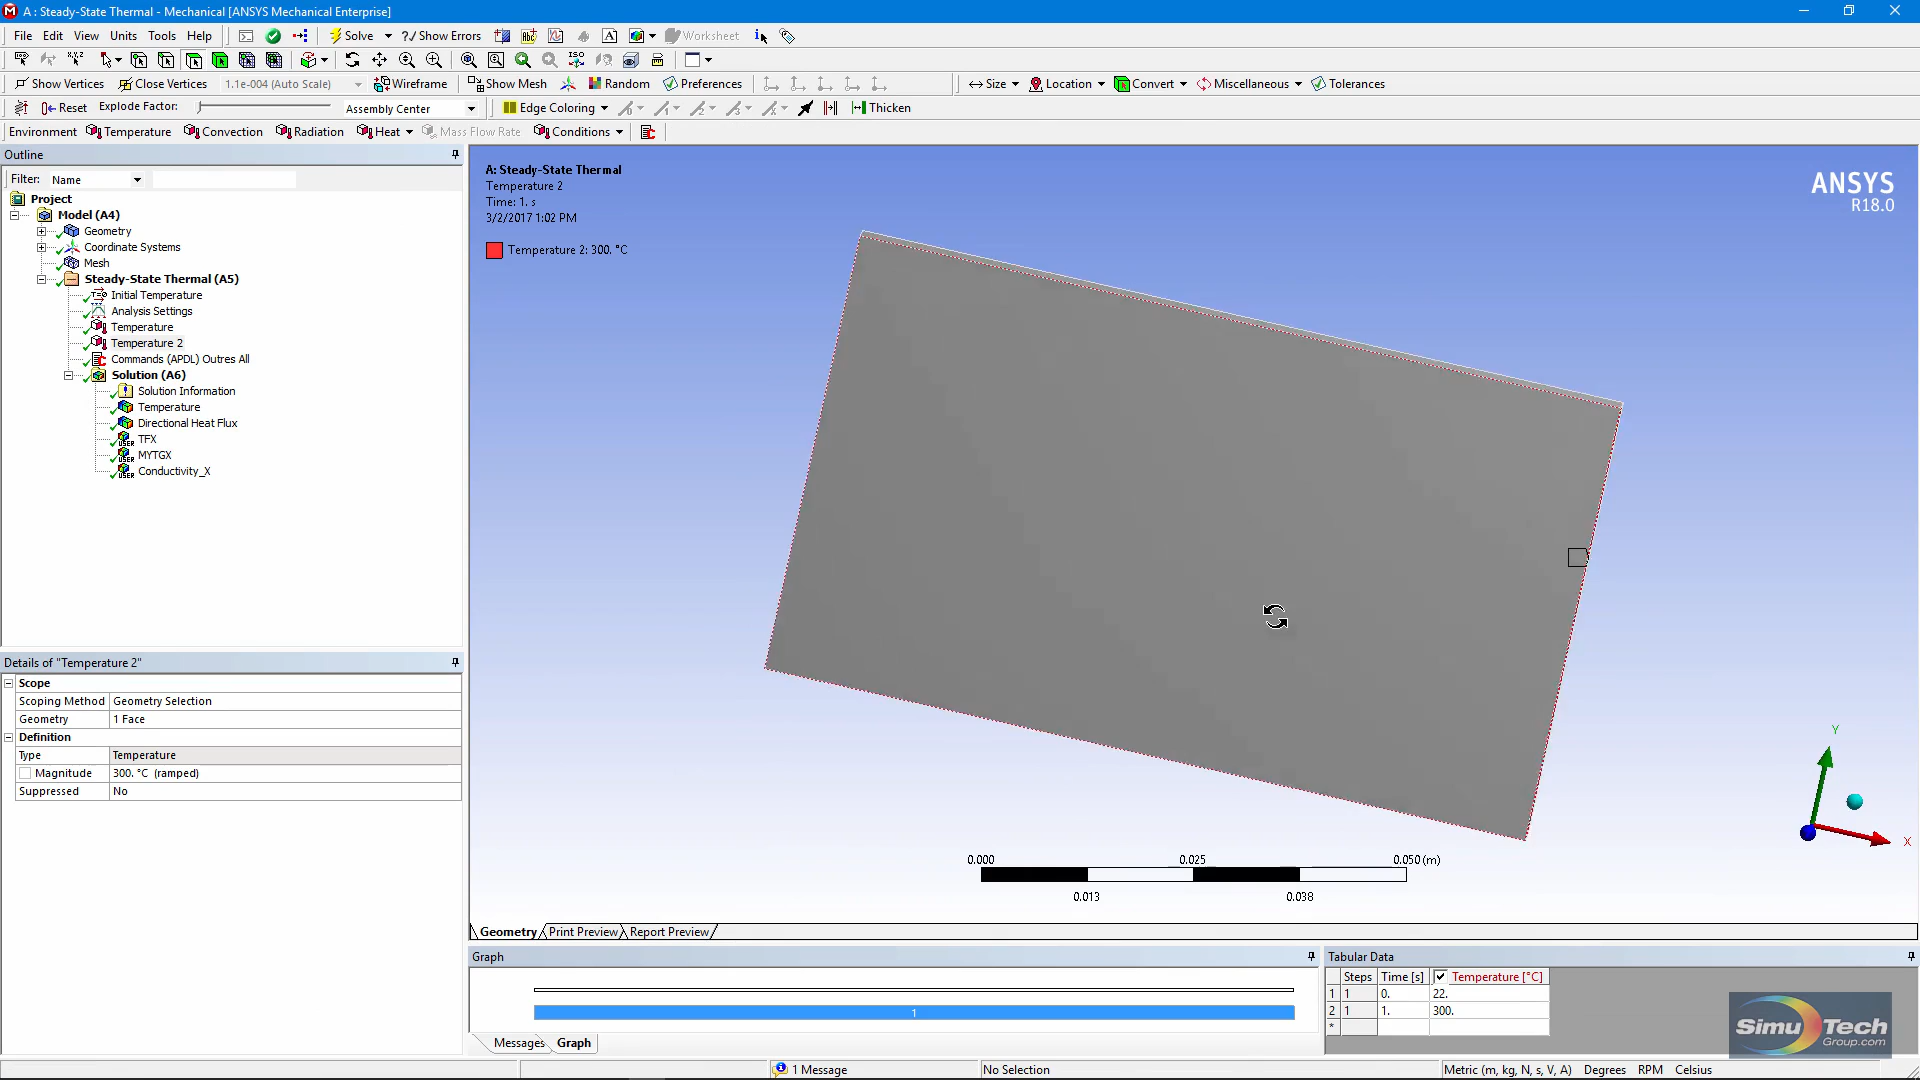 A : Steady-State Thermal - Mechanical [ANSYS Mechanical Enterprise]
File Edit View Units Tools Help Solve ?/ Show Errors Worksheet
Show Vertices Close Vertices 1.1e-004 (Auto Scale) Wireframe Show Mesh Random Preferences Size Location Convert Miscellaneous Tolerances
Reset Explode Factor: Assembly Center Edge Coloring Thicken
Environment Temperature Convection Radiation Heat Mass Flow Rate Conditions
Outline
Filter: Name
Project
Model (A4)
Geometry
Coordinate Systems
Mesh
Steady-State Thermal (A5)
Initial Temperature
Analysis Settings
Temperature
Temperature 2
Commands (APDL) Outres All
Solution (A6)
Solution Information
Temperature
Directional Heat Flux
TFX
MYTGX
Conductivity_X
Details of "Temperature 2"
Scope
Scoping Method Geometry Selection
Geometry 1 Face
Definition
Type Temperature
Magnitude 300. °C (ramped)
Suppressed No
A: Steady-State Thermal
Temperature 2
Time: 1. s
3/2/2017 1:02 PM
Temperature 2: 300. °C
ANSYS
R18.0
Y
X
0.000 0.025 0.050 (m)
0.013 0.038
Geometry Print Preview Report Preview
Graph
1
Messages Graph
Tabular Data
Steps Time [s] Temperature [°C]
1 1 0. 22.
2 1 1. 300.
*
SimuTech
Group.com
1 Message No Selection Metric (m, kg, N, s, V, A) Degrees RPM Celsius